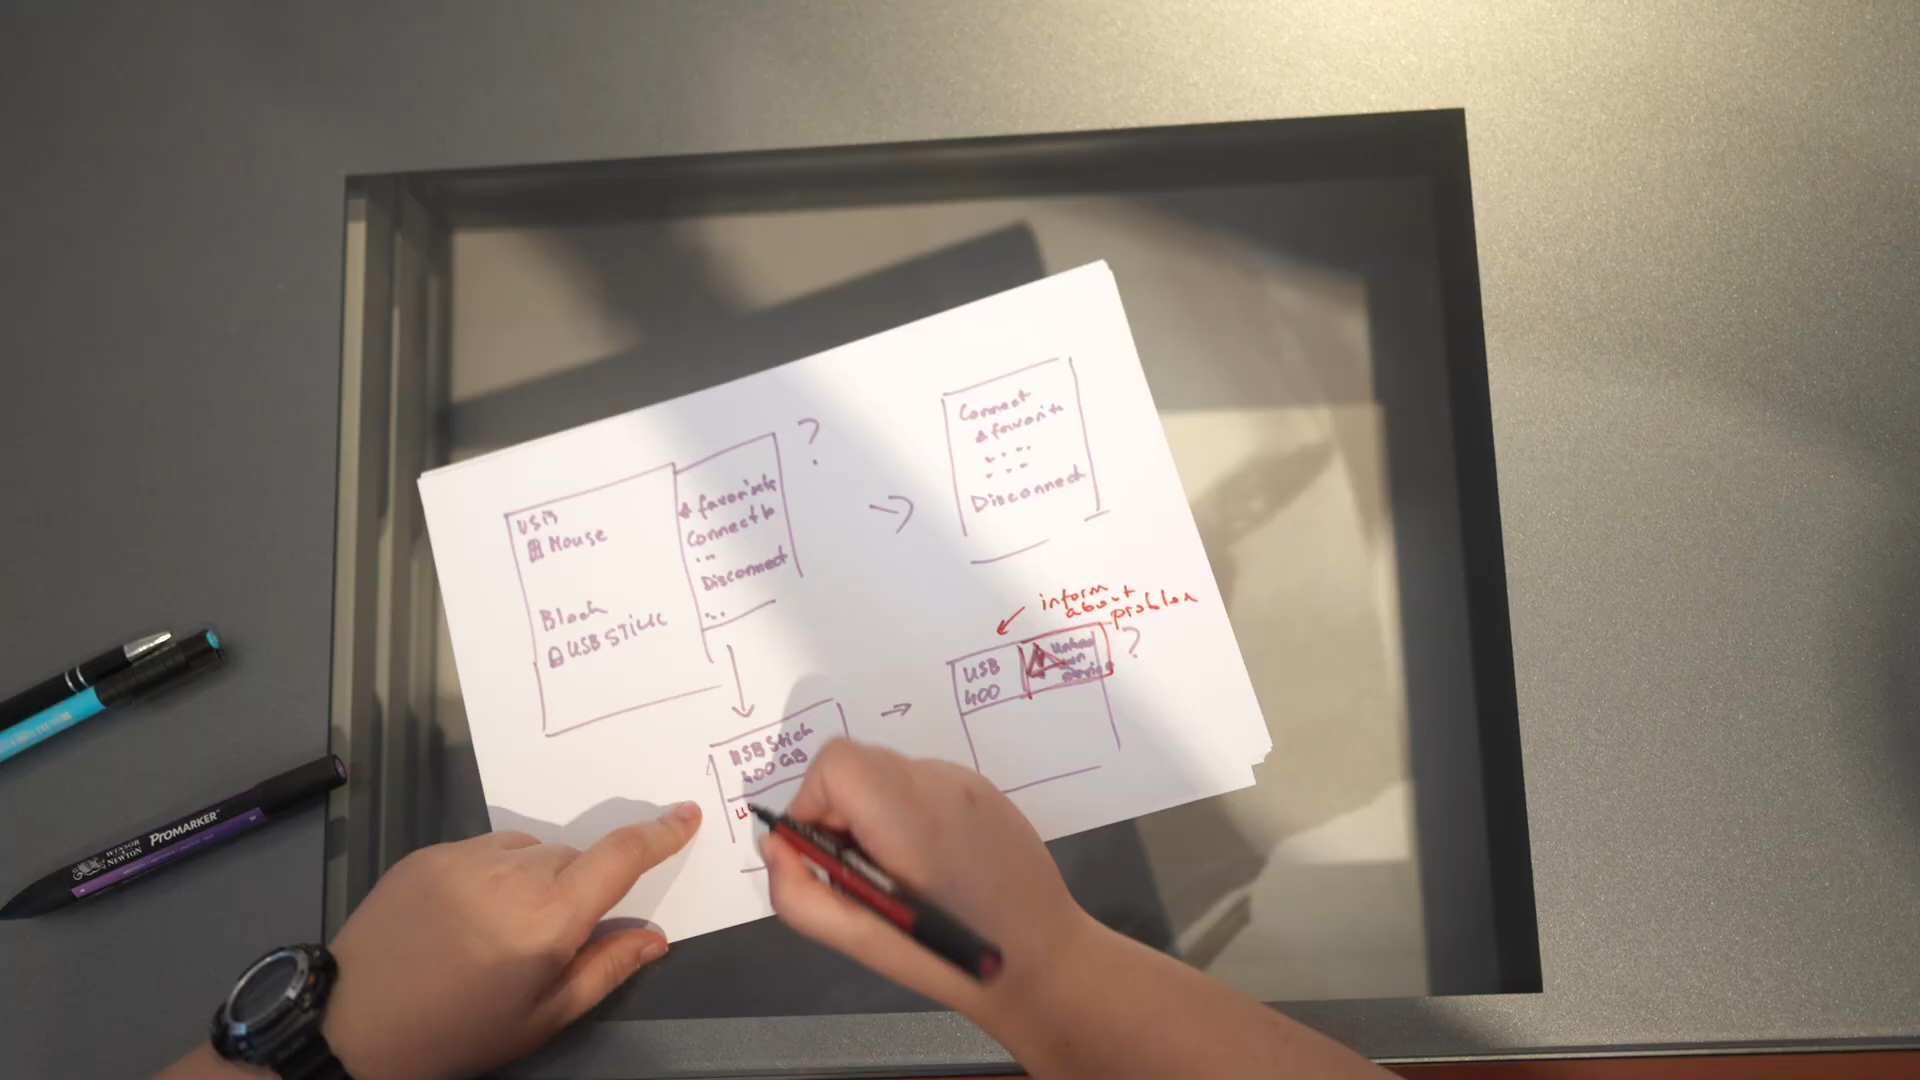 USB
Mouse
Block
USB STICK
?
favorite
Connect to
...
Disconnect
...
Connect
favorite
....
...
Disconnect
inform
about
problem
USB
400
?
USB Stick
400 GB
WINSOR
& NEWTON
PROMARKER